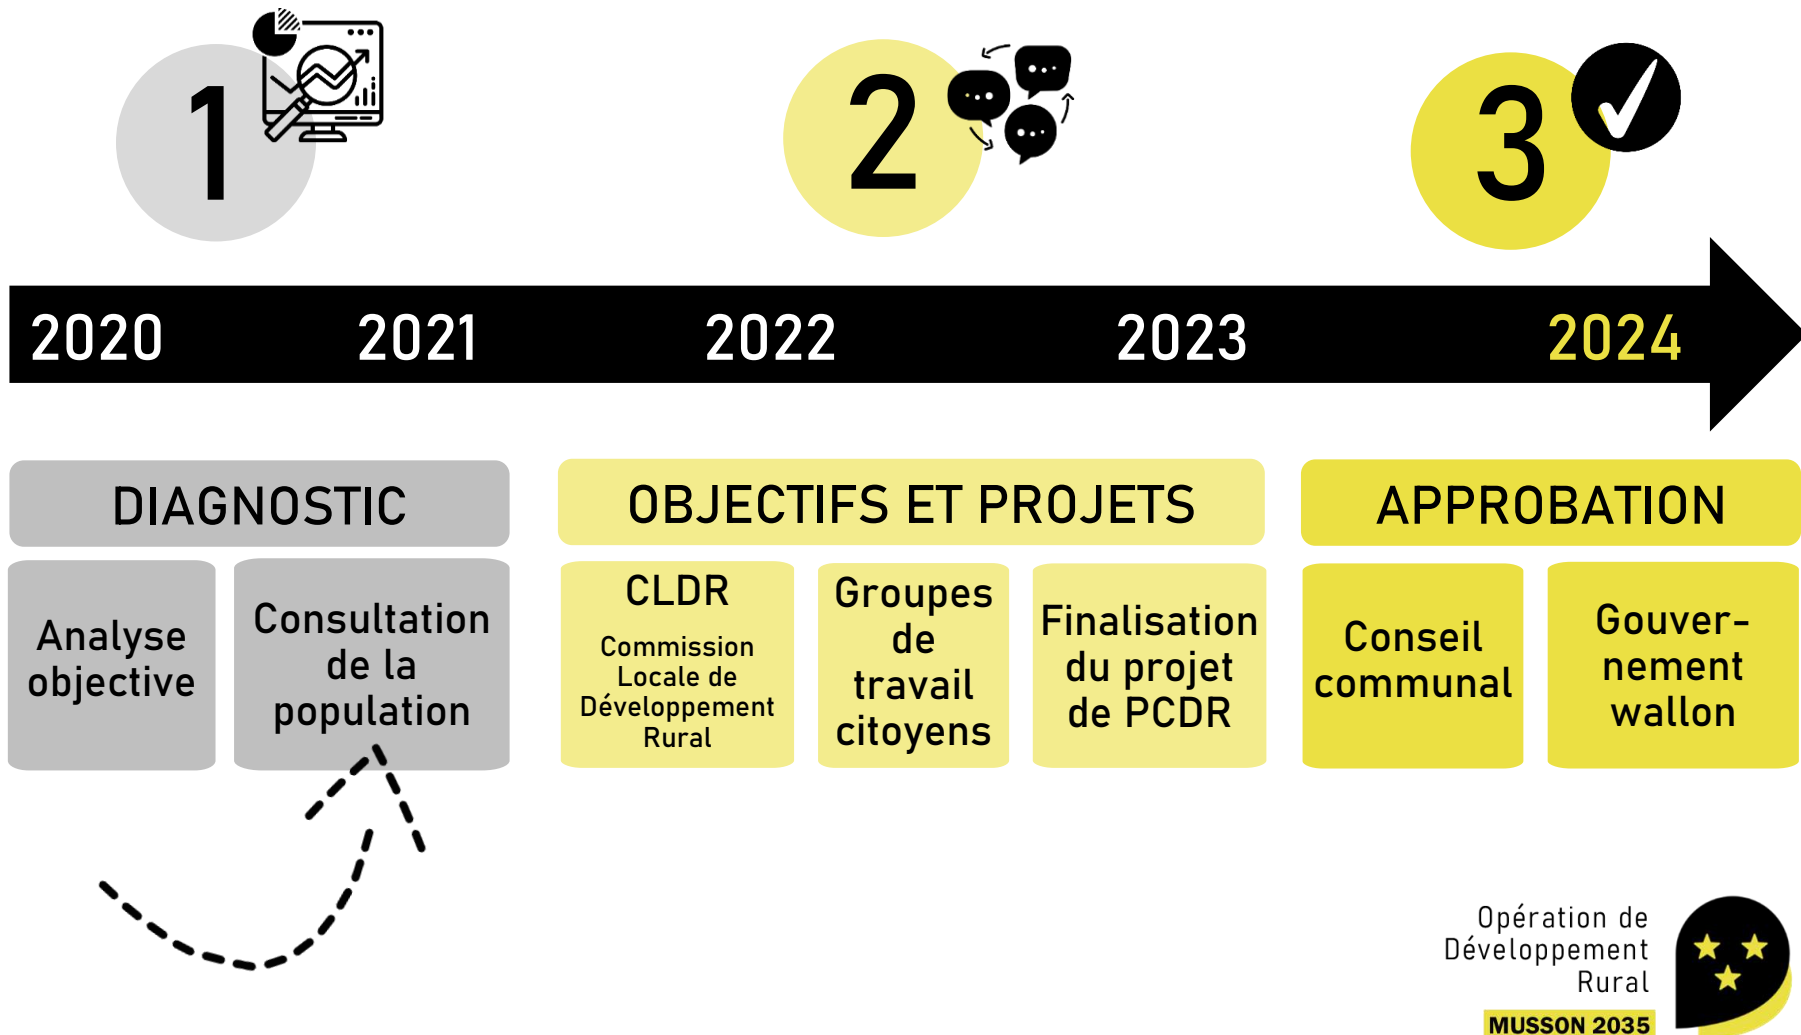 1
2
3
2020
2021
2022
2023
2024
DIAGNOSTIC
OBJECTIFS ET PROJETS
APPROBATION
Analyse
objective
Consultation
de la
population
CLDR
Commission
Locale de
Développement
Rural
Groupes
de
travail
citoyens
Finalisation
du projet
de PCDR
Conseil
communal
Gouver-
nement
wallon
Opération de
Développement
Rural
MUSSON 2035